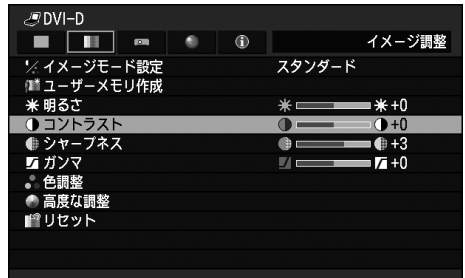 DVI-D
イメージ調整
イメージモード設定 スタンダード
ユーザーメモリ作成
明るさ +0
コントラスト +0
シャープネス +3
ガンマ +0
色調整
高度な調整
リセット